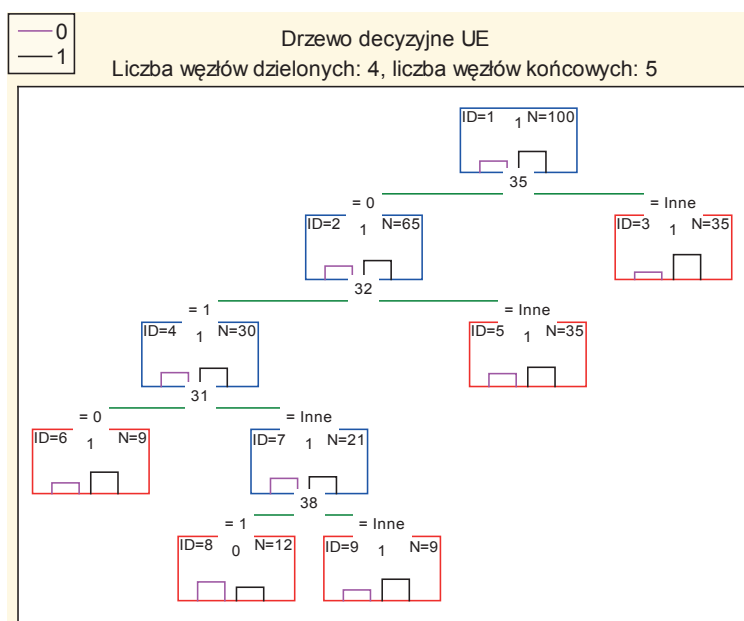 0
1
Drzewo decyzyjne UE
Liczba węzłów dzielonych: 4, liczba węzłów końcowych: 5
ID=1 1 N=100
35
= 0 = Inne
ID=2 1 N=65 ID=3 1 N=35
32
= 1 = Inne
ID=4 1 N=30 ID=5 1 N=35
31
= 0 = Inne
ID=6 1 N=9 ID=7 1 N=21
38
= 1 = Inne
ID=8 0 N=12 ID=9 1 N=9